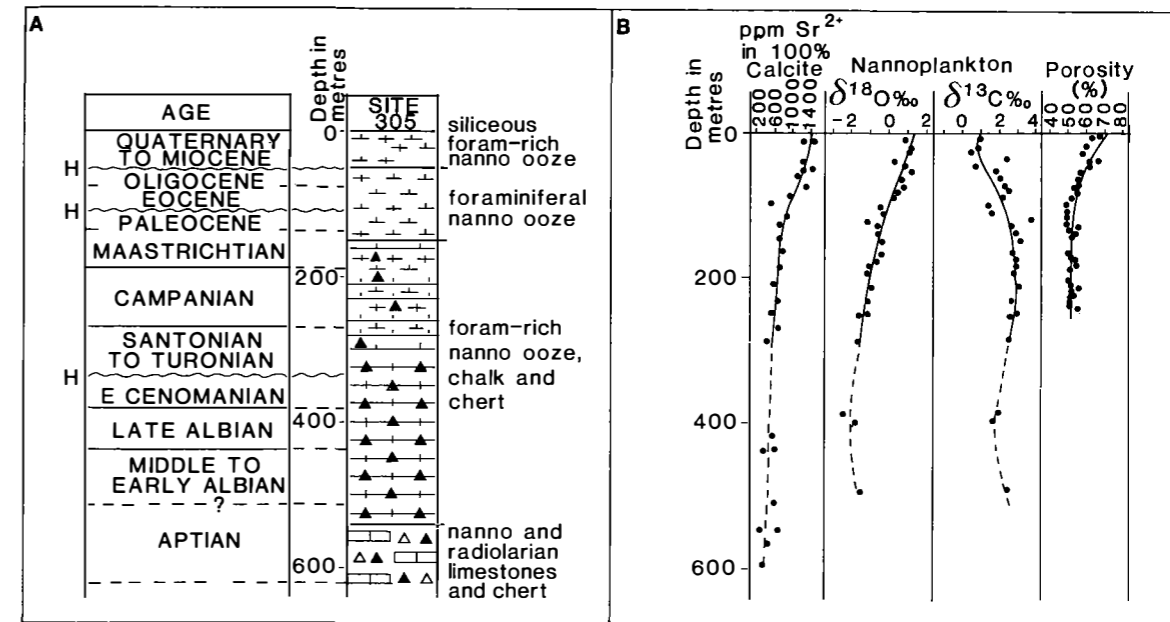 A
Depth in
metres
AGE
SITE
305
0
QUATERNARY
TO MIOCENE
H
OLIGOCENE
EOCENE
H
PALEOCENE
MAASTRICHTIAN
200
CAMPANIAN
SANTONIAN
TO TURONIAN
H
E CENOMANIAN
400
LATE ALBIAN
MIDDLE TO
EARLY ALBIAN
?
APTIAN
600
siliceous
foram-rich
nanno ooze
foraminiferal
nanno ooze
foram-rich
nanno ooze,
chalk and
chert
nanno and
radiolarian
limestones
and chert
B
Depth in
metres
ppm Sr2+
in 100%
Calcite
200
600
1000
1400
Nannoplankton
δ18O‰
-2 0 2
δ13C‰
0 2 4
Porosity
(%)
40 50 60 70 80
0
200
400
600